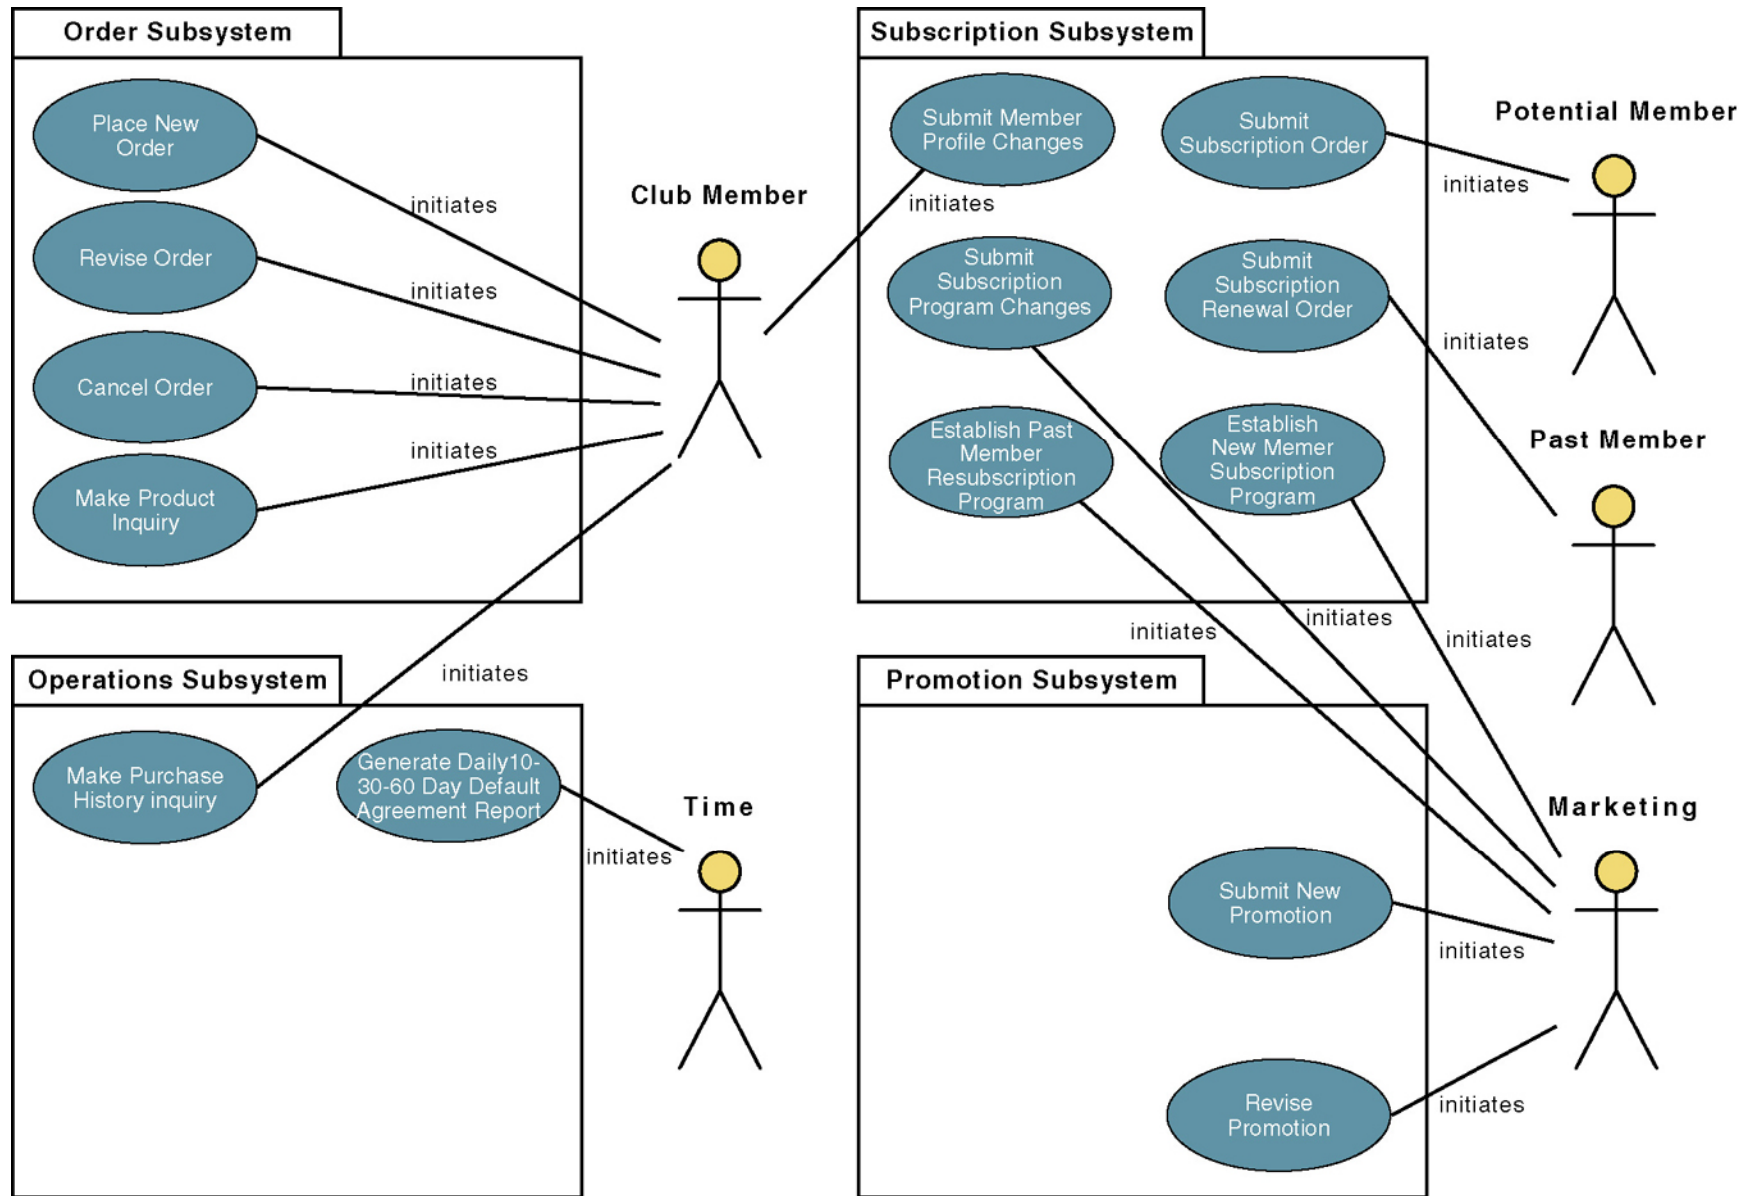 Order Subsystem
Place New
Order
Revise Order
Cancel Order
Make Product
Inquiry
initiates
initiates
initiates
initiates
Club Member
Subscription Subsystem
Submit Member
Profile Changes
Submit
Subscription Order
initiates
Submit
Subscription
Program Changes
Submit
Subscription
Renewal Order
Establish Past
Member
Resubscription
Program
Establish
New Memer
Subscription
Program
Potential Member
initiates
initiates
Past Member
initiates
initiates
initiates
Operations Subsystem
initiates
Make Purchase
History inquiry
Generate Daily10-
30-60 Day Default
Agreement Report
Time
initiates
Promotion Subsystem
Submit New
Promotion
Revise
Promotion
Marketing
initiates
initiates